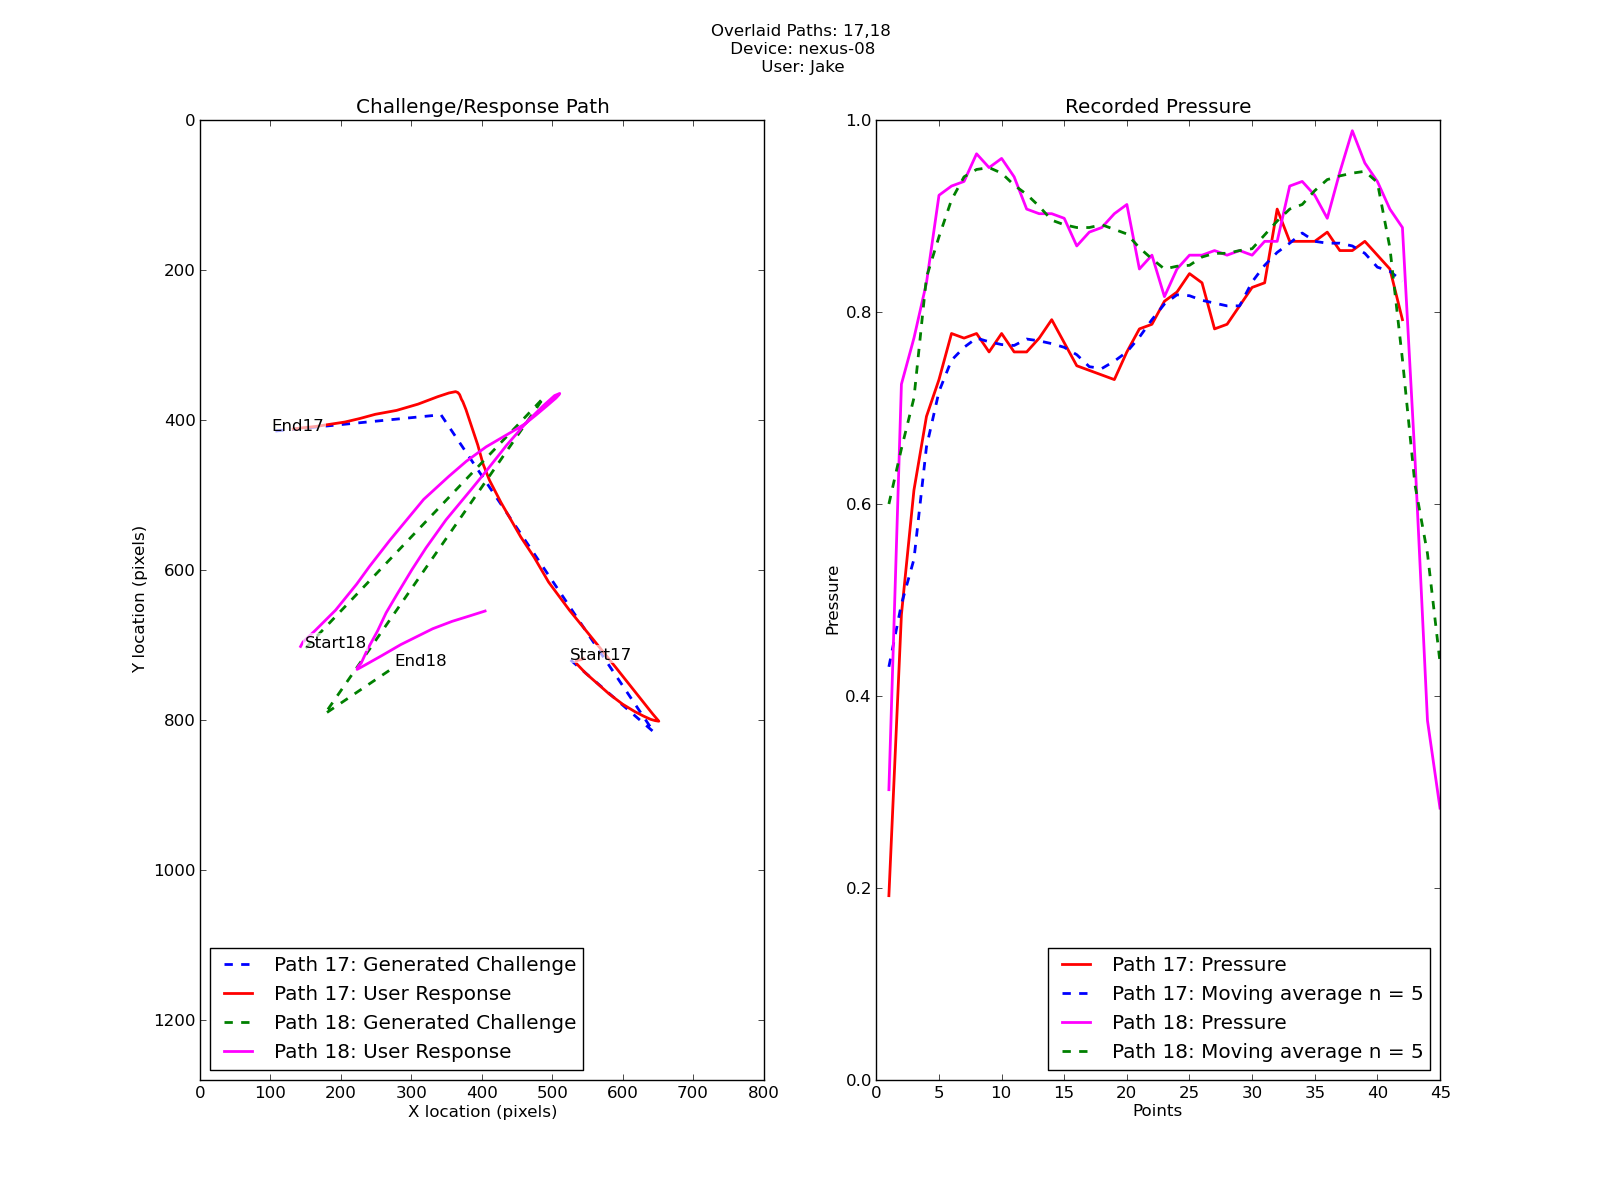 Overlaid Paths: 17,18
Device: nexus-08
User: Jake
Challenge/Response Path
0
200
400
600
800
1000
1200
Y location (pixels)
End17
Start18
End18
Start17
Path 17: Generated Challenge
Path 17: User Response
Path 18: Generated Challenge
Path 18: User Response
0 100 200 300 400 500 600 700 800
X location (pixels)
Recorded Pressure
1.0
0.8
0.6
0.4
0.2
0.0
Pressure
Path 17: Pressure
Path 17: Moving average n = 5
Path 18: Pressure
Path 18: Moving average n = 5
0 5 10 15 20 25 30 35 40 45
Points